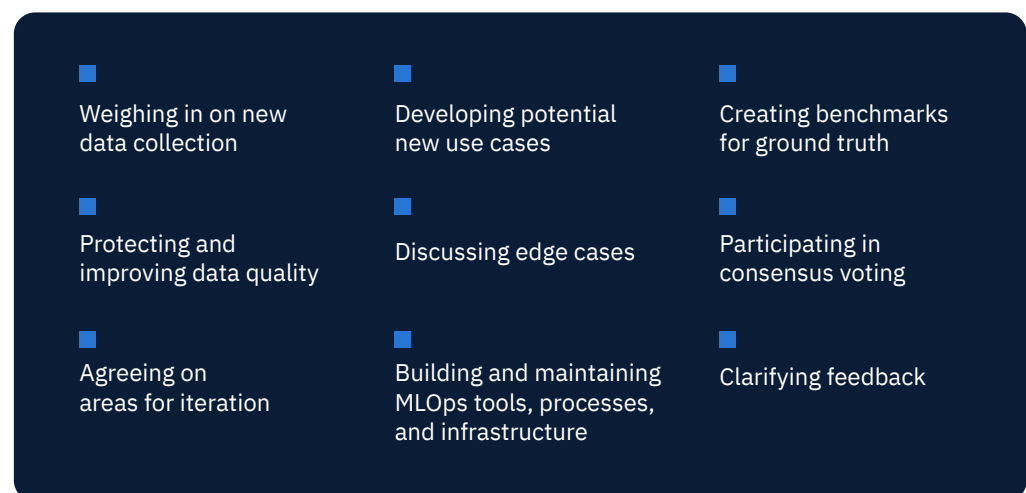 Weighing in on new
data collection
Developing potential
new use cases
Creating benchmarks
for ground truth
Protecting and
improving data quality
Discussing edge cases
Participating in
consensus voting
Agreeing on
areas for iteration
Building and maintaining
MLOps tools, processes,
and infrastructure
Clarifying feedback